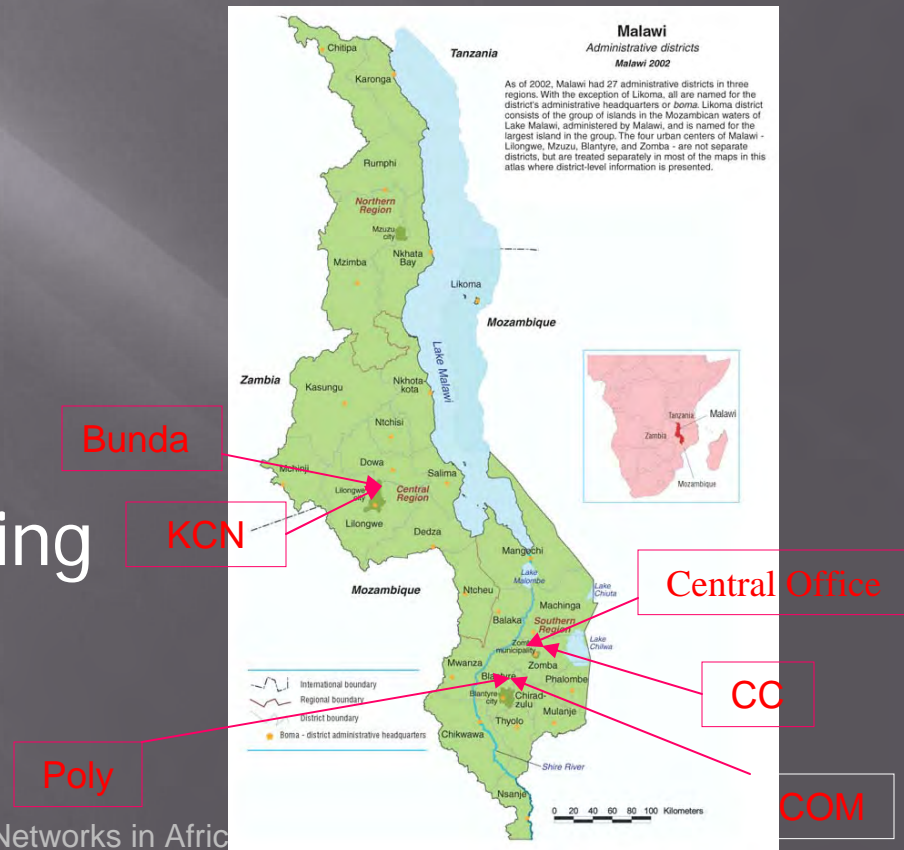 Malawi
Administrative districts
Malawi 2002
As of 2002, Malawi had 27 administrative districts in three
regions. With the exception of Likoma, all are named for the
district's administrative headquarters or boma. Likoma district
consists of the group of islands in the Mozambican waters of
Lake Malawi, administered by Malawi, and is named for the
largest island in the group. The four urban centers of Malawi -
Lilongwe, Mzuzu, Blantyre, and Zomba - are not separate
districts, but are treated separately in most of the maps in this
atlas where district-level information is presented.
Chitipa
Tanzania
Karonga
Rumphi
Northern
Region
Mzuzu
city
Nkhata
Bay
Mzimba
Likoma
Mozambique
Lake Malawi
Zambia
Kasungu
Nkhota
kota
Ntchisi
Tanzania
Malawi
Zambia
Mozambique
Bunda
Mchinji
Dowa
Salima
Lilongwe
city
Central
Region
KCN
ing
Lilongwe
Dedza
Mangochi
Mozambique
Lake
Malombe
Ntcheu
Lake
Chiuta
Central Office
Machinga
Balaka
Southern
Region
Zomba
municipality
Lake
Chilwa
Mwanza
Zomba
Blantyre
Phalombe
CC
International boundary
Regional boundary
District boundary
Boma - district administrative headquarters
Blantyre
city
Chirad-
zulu
Mulanje
Thyolo
Chikwawa
Poly
Shire River
Nsanje
0 20 40 60 80 100 Kilometers
COM
Networks in Afric